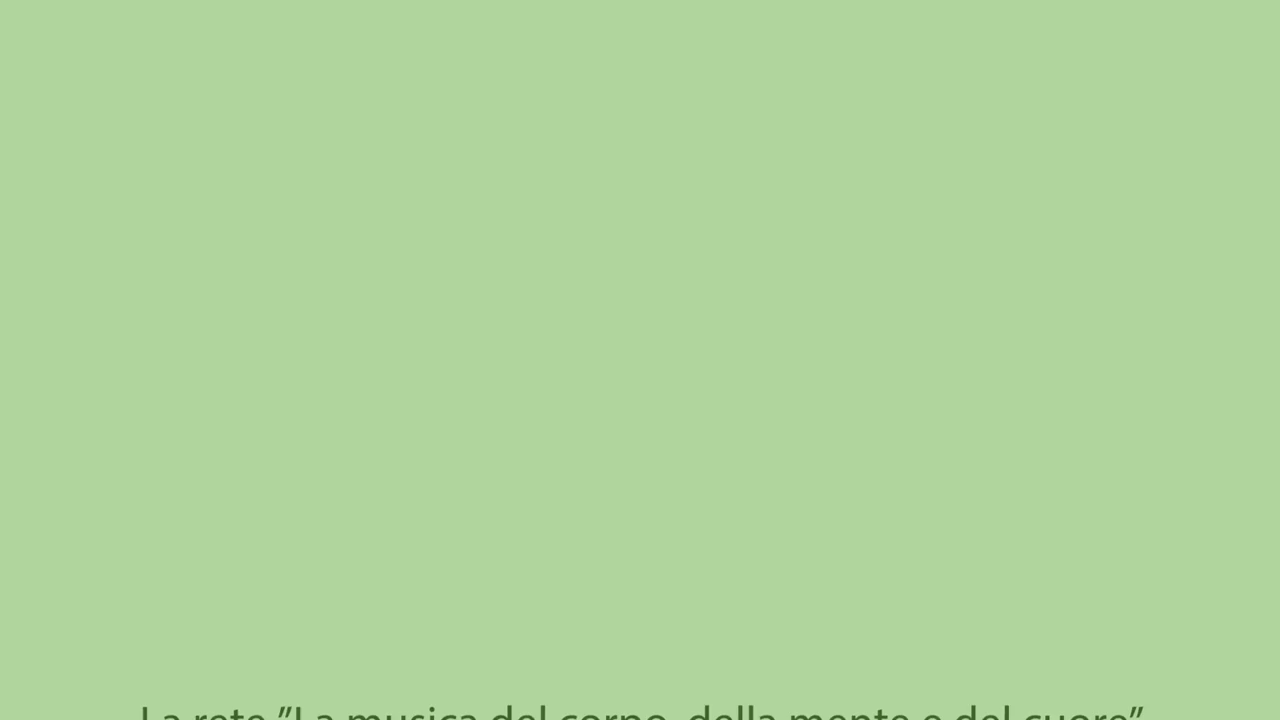 La rete ”La musica del corpo, della mente e del cuore”